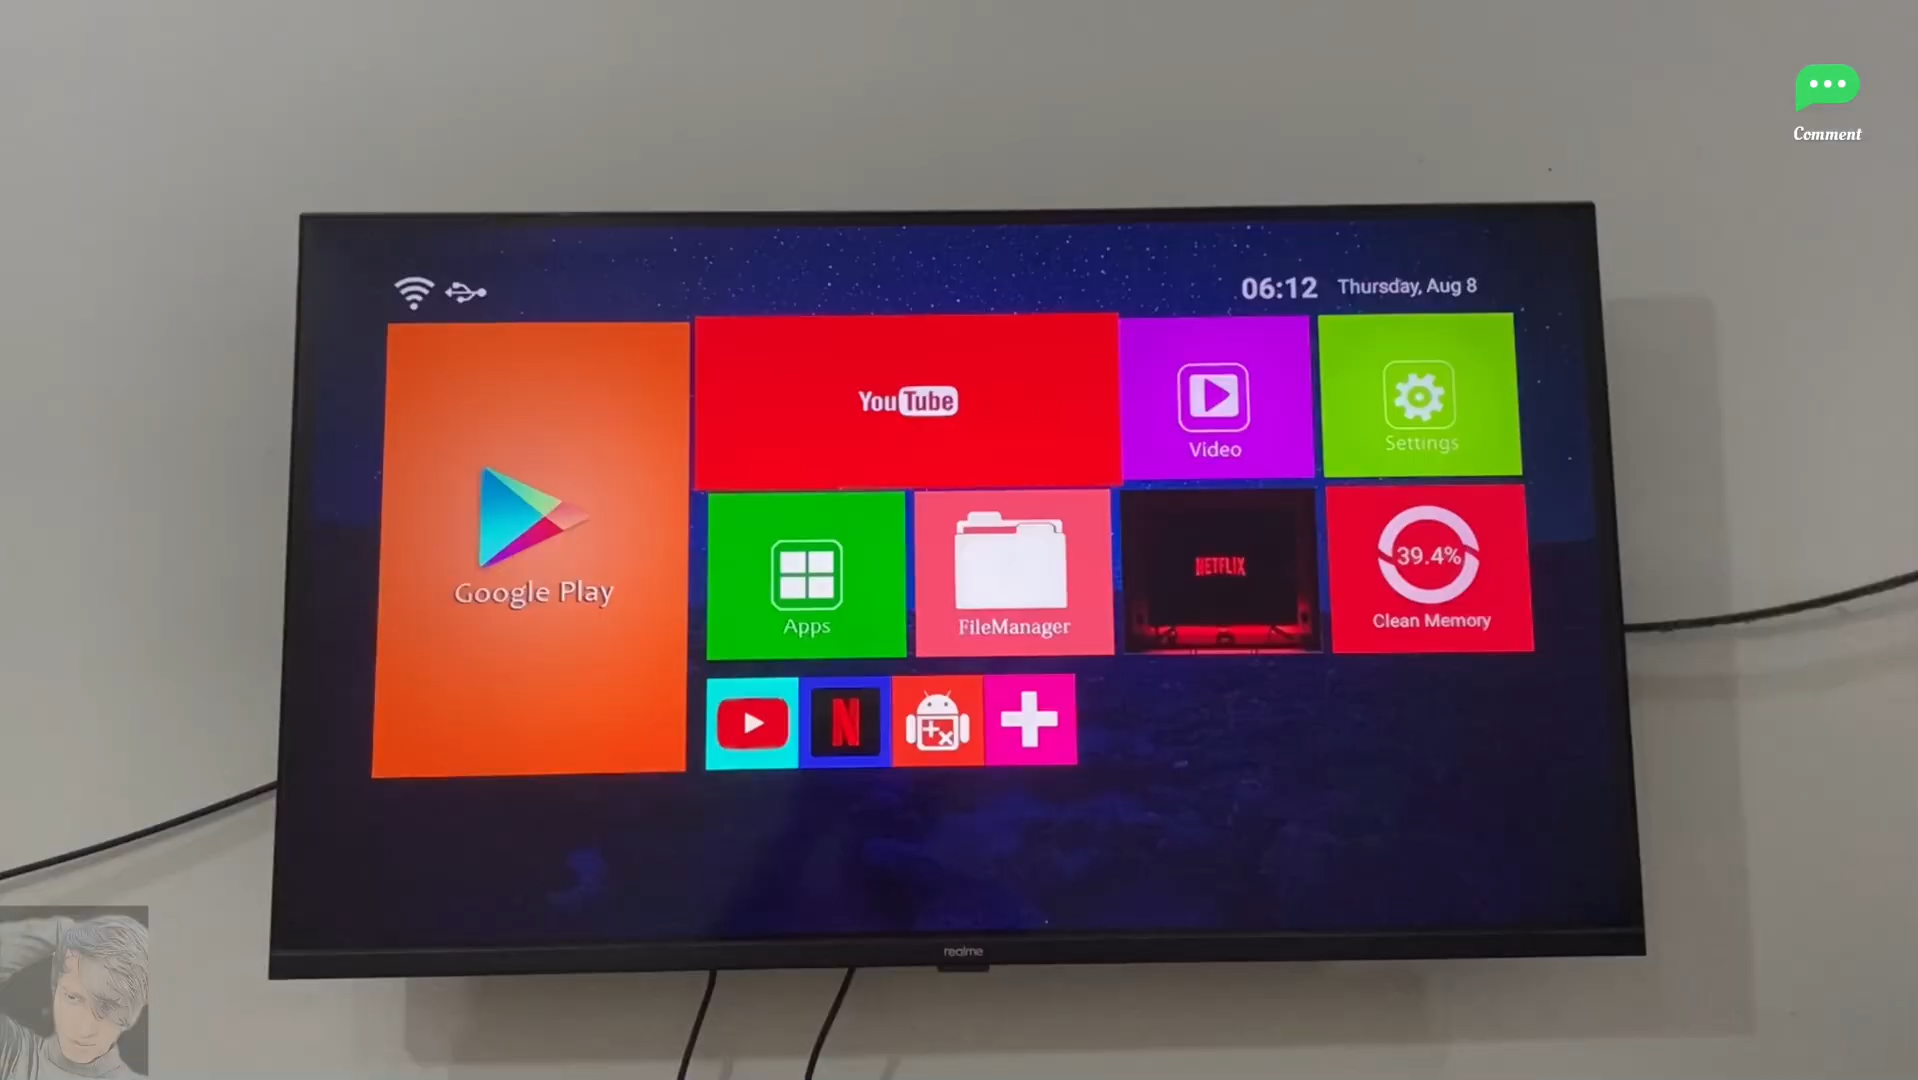 Comment
06:12 Thursday, Aug 8
YouTube
Video
Settings
Google Play
Apps
FileManager
NETFLIX
39.4%
Clean Memory
N
realme